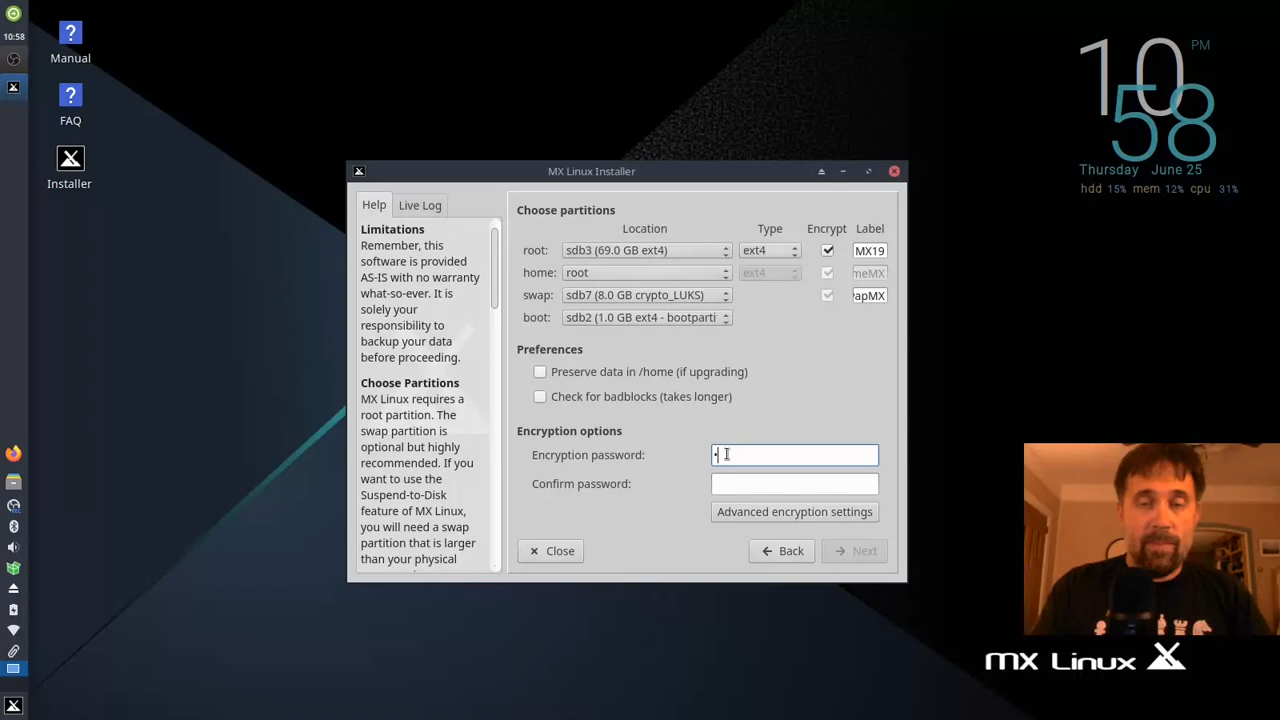 10:58
Manual
FAQ
Installer
10 PM
58
Thursday June 25
hdd 15% mem 12% cpu 31%
MX Linux Installer
Help
Live Log
Limitations
Remember, this
software is provided
AS-IS with no warranty
what-so-ever. It is
solely your
responsibility to
backup your data
before proceeding.
Choose Partitions
MX Linux requires a
root partition. The
swap partition is
optional but highly
recommended. If you
want to use the
Suspend-to-Disk
feature of MX Linux,
you will need a swap
partition that is larger
than your physical
Choose partitions
Location Type Encrypt Label
root: sdb3 (69.0 GB ext4) ext4 MX19
home: root ext4 meMX
swap: sdb7 (8.0 GB crypto_LUKS) vapMX
boot: sdb2 (1.0 GB ext4 - bootparti
Preferences
Preserve data in /home (if upgrading)
Check for badblocks (takes longer)
Encryption options
Encryption password:
Confirm password:
Advanced encryption settings
Close
Back
Next
MX Linux